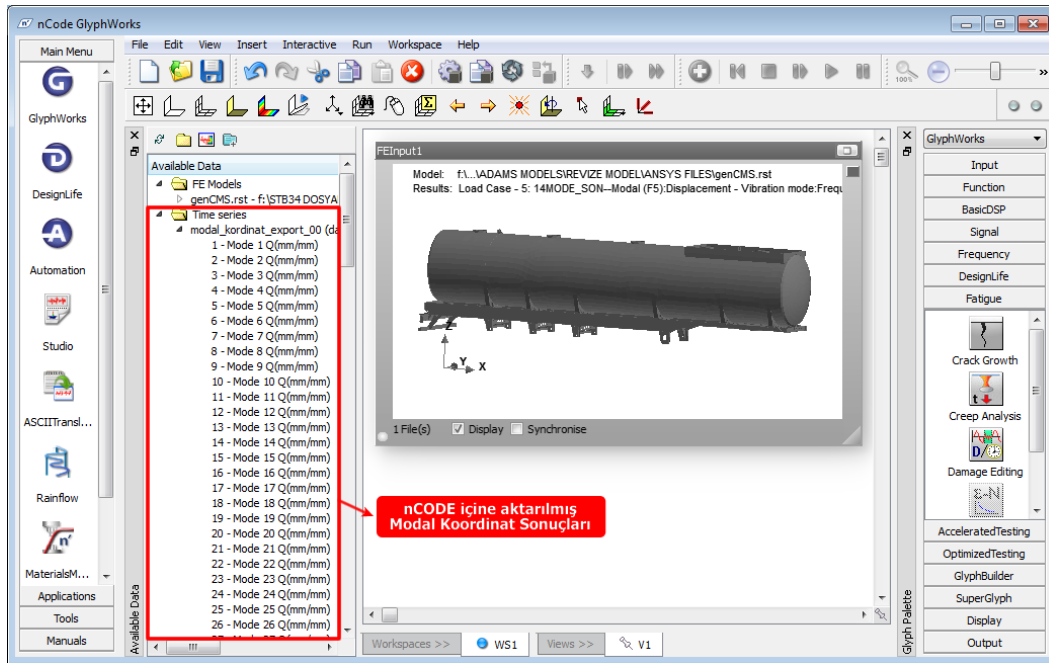 nCode GlyphWorks
Main Menu
File Edit View Insert Interactive Run Workspace Help
100%
GlyphWorks
DesignLife
Automation
Studio
ASCIITransl...
Rainflow
MaterialsM...
Applications
Tools
Manuals
Available Data
Available Data
FE Models
genCMS.rst - f:\STB34 DOSYA
Time series
modal_kordinat_export_00 (da
1 - Mode 1 Q(mm/mm)
2 - Mode 2 Q(mm/mm)
3 - Mode 3 Q(mm/mm)
4 - Mode 4 Q(mm/mm)
5 - Mode 5 Q(mm/mm)
6 - Mode 6 Q(mm/mm)
7 - Mode 7 Q(mm/mm)
8 - Mode 8 Q(mm/mm)
9 - Mode 9 Q(mm/mm)
10 - Mode 10 Q(mm/mm)
11 - Mode 11 Q(mm/mm)
12 - Mode 12 Q(mm/mm)
13 - Mode 13 Q(mm/mm)
14 - Mode 14 Q(mm/mm)
15 - Mode 15 Q(mm/mm)
16 - Mode 16 Q(mm/mm)
17 - Mode 17 Q(mm/mm)
18 - Mode 18 Q(mm/mm)
19 - Mode 19 Q(mm/mm)
20 - Mode 20 Q(mm/mm)
21 - Mode 21 Q(mm/mm)
22 - Mode 22 Q(mm/mm)
23 - Mode 23 Q(mm/mm)
24 - Mode 24 Q(mm/mm)
25 - Mode 25 Q(mm/mm)
26 - Mode 26 Q(mm/mm)
FEInput1
Model: f:\...\ADAMS MODELS\REVIZE MODEL\ANSYS FILES\genCMS.rst
Results: Load Case - 5: 14MODE_SON--Modal (F5):Displacement - Vibration mode:Frequ
Z
Y
X
1 File(s) Display Synchronise
nCODE içine aktarılmış
Modal Koordinat Sonuçları
Workspaces >> WS1 Views >> V1
Glyph Palette
GlyphWorks
Input
Function
BasicDSP
Signal
Frequency
DesignLife
Fatigue
Crack Growth
Creep Analysis
D/
Damage Editing
ε-N
AcceleratedTesting
OptimizedTesting
GlyphBuilder
SuperGlyph
Display
Output